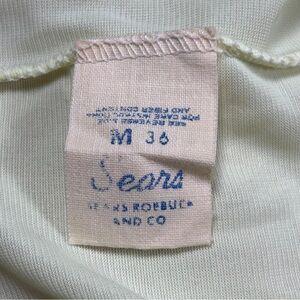 SEE REVERSE SIDE
FOR CARE INSTRUCTIONS
AND FIBER CONTENT
M 36
Sears
SEARS ROEBUCK
AND CO